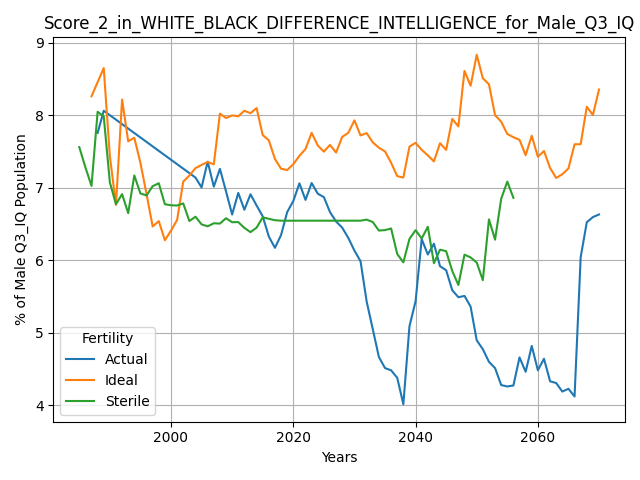 Score_2_in_WHITE_BLACK_DIFFERENCE_INTELLIGENCE_for_Male_Q3_IQ
9
8
7
6
5
4
% of Male Q3_IQ Population
Fertility
Actual
Ideal
Sterile
2000 2020 2040 2060
Years